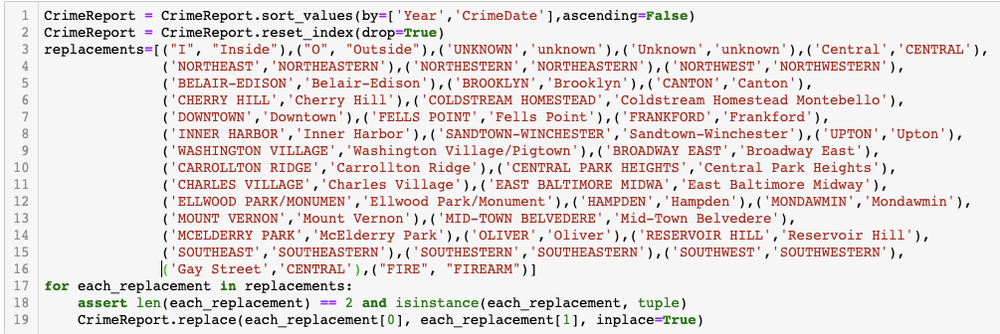 1 CrimeReport = CrimeReport.sort_values(by=['Year','CrimeDate'],ascending=False)
2 CrimeReport = CrimeReport.reset_index(drop=True)
3 replacements=[("I", "Inside"),("O", "Outside"),('UNKNOWN','unknown'),('Unknown','unknown'),('Central','CENTRAL'),
4 ('NORTHEAST','NORTHEASTERN'),('NORTHESTERN','NORTHEASTERN'),('NORTHWEST','NORTHWESTERN'),
5 ('BELAIR-EDISON','Belair-Edison'),('BROOKLYN','Brooklyn'),('CANTON','Canton'),
6 ('CHERRY HILL','Cherry Hill'),('COLDSTREAM HOMESTEAD','Coldstream Homestead Montebello'),
7 ('DOWNTOWN','Downtown'),('FELLS POINT','Fells Point'),('FRANKFORD','Frankford'),
8 ('INNER HARBOR','Inner Harbor'),('SANDTOWN-WINCHESTER','Sandtown-Winchester'),('UPTON','Upton'),
9 ('WASHINGTON VILLAGE','Washington Village/Pigtown'),('BROADWAY EAST','Broadway East'),
10 ('CARROLLTON RIDGE','Carrollton Ridge'),('CENTRAL PARK HEIGHTS','Central Park Heights'),
11 ('CHARLES VILLAGE','Charles Village'),('EAST BALTIMORE MIDWA','East Baltimore Midway'),
12 ('ELLWOOD PARK/MONUMEN','Ellwood Park/Monument'),('HAMPDEN','Hampden'),('MONDAWMIN','Mondawmin'),
13 ('MOUNT VERNON','Mount Vernon'),('MID-TOWN BELVEDERE','Mid-Town Belvedere'),
14 ('MCELDERRY PARK','McElderry Park'),('OLIVER','Oliver'),('RESERVOIR HILL','Reservoir Hill'),
15 ('SOUTHEAST','SOUTHEASTERN'),('SOUTHESTERN','SOUTHEASTERN'),('SOUTHWEST','SOUTHWESTERN'),
16 ('Gay Street','CENTRAL'),("FIRE", "FIREARM")]
17 for each_replacement in replacements:
18 assert len(each_replacement) == 2 and isinstance(each_replacement, tuple)
19 CrimeReport.replace(each_replacement[0], each_replacement[1], inplace=True)